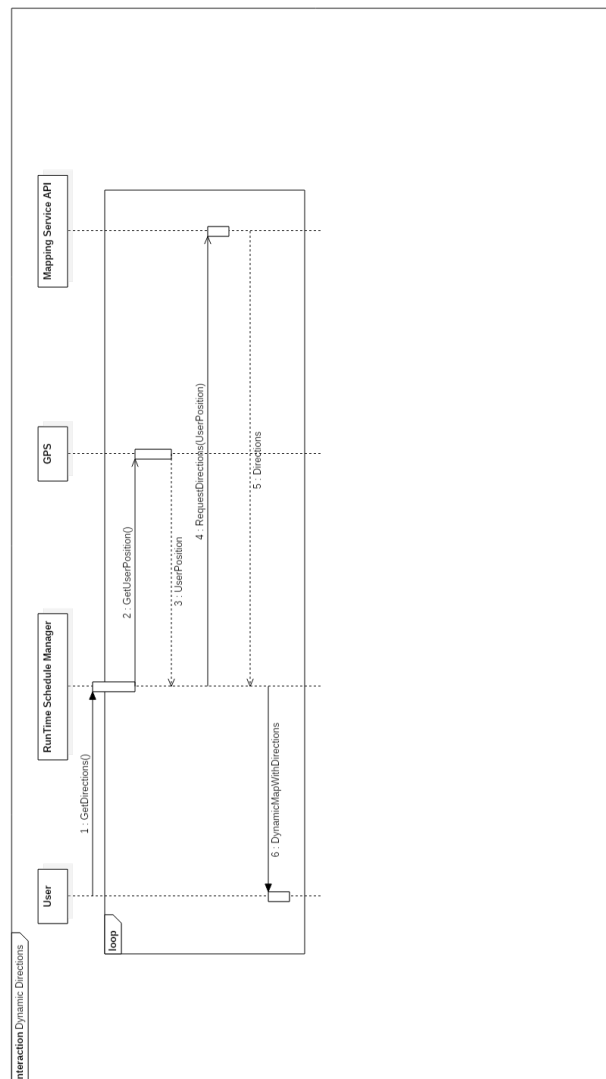 nteraction Dynamic Directions
loop
User
RunTime Schedule Manager
GPS
Mapping Service API
1 : GetDirections()
2 : GetUserPosition()
3 : UserPosition
4 : RequestDirections(UserPosition)
5 : Directions
6 : DynamicMapWithDirections